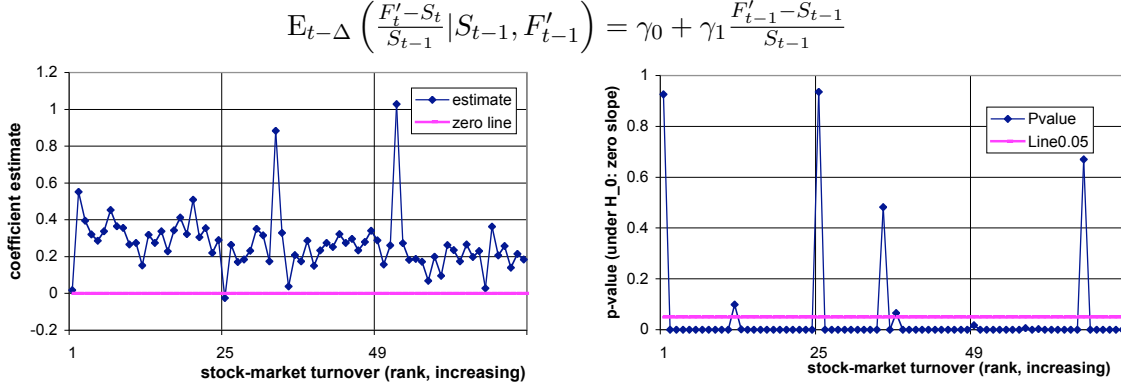 E_{t−Δ} ( \frac{F'_t − S_t}{S_{t−1}} | S_{t−1}, F'_{t−1} ) = γ_0 + γ_1 \frac{F'_{t−1} − S_{t−1}}{S_{t−1}}
coefficient estimate
1.2
1
0.8
0.6
0.4
0.2
0
-0.2
estimate
zero line
1
25
49
stock-market turnover (rank, increasing)
p-value (under H_0: zero slope)
1
0.8
0.6
0.4
0.2
0
Pvalue
Line0.05
1
25
49
stock-market turnover (rank, increasing)